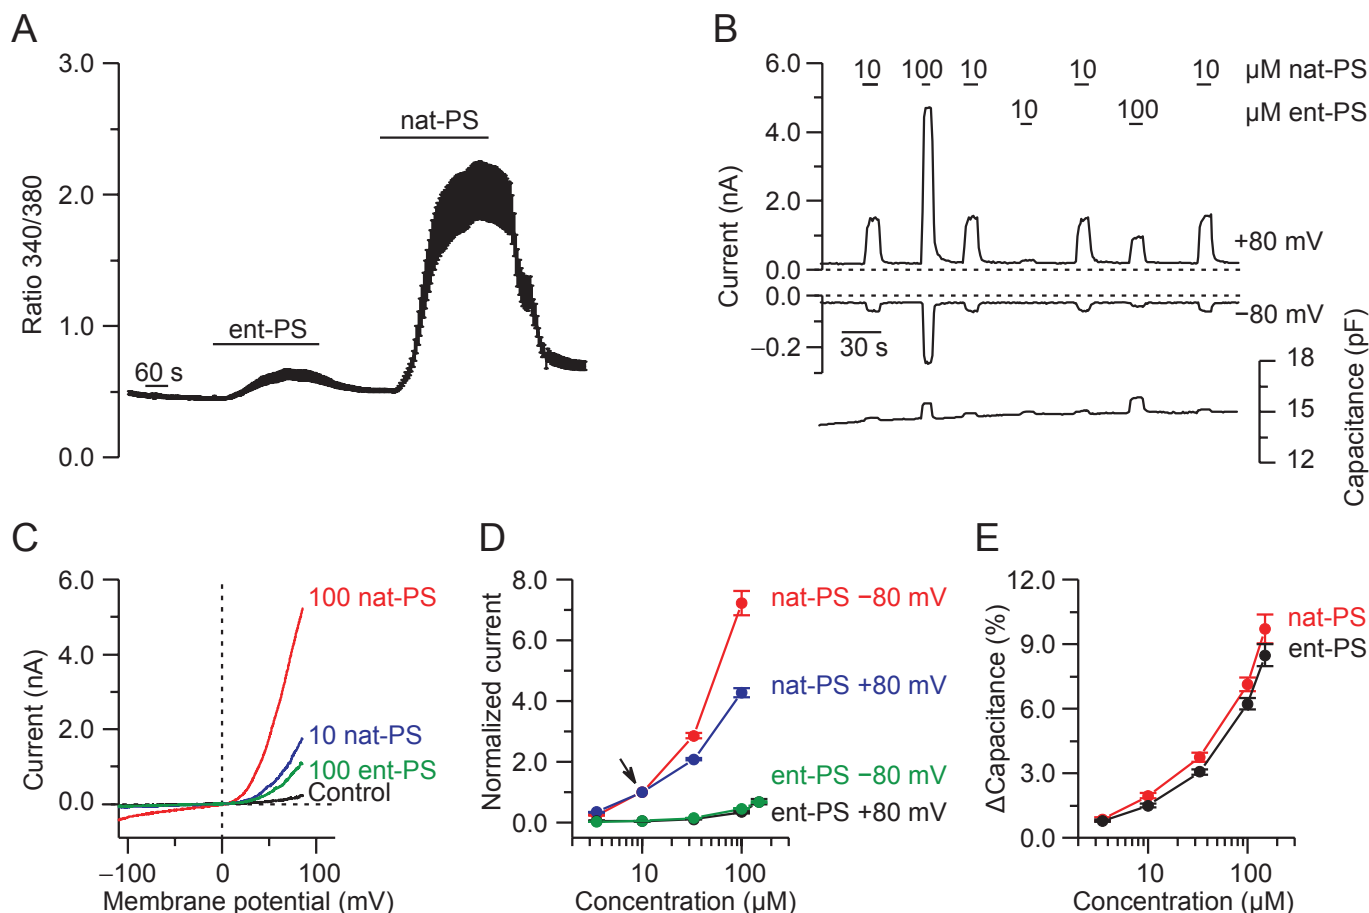 A
3.0
2.0
1.0
0.0
Ratio 340/380
nat-PS
ent-PS
60 s
B
6.0
4.0
2.0
0.0
0.0
−0.2
Current (nA)
10 100 10 10 10 µM nat-PS
10 100 µM ent-PS
+80 mV
−80 mV
30 s
18
15
12
Capacitance (pF)
C
6.0
4.0
2.0
0.0
Current (nA)
100 nat-PS
10 nat-PS
100 ent-PS
Control
−100 0 100
Membrane potential (mV)
D
8.0
6.0
4.0
2.0
0.0
Normalized current
nat-PS −80 mV
nat-PS +80 mV
ent-PS −80 mV
ent-PS +80 mV
10 100
Concentration (µM)
E
12.0
9.0
6.0
3.0
0.0
ΔCapacitance (%)
nat-PS
ent-PS
10 100
Concentration (µM)